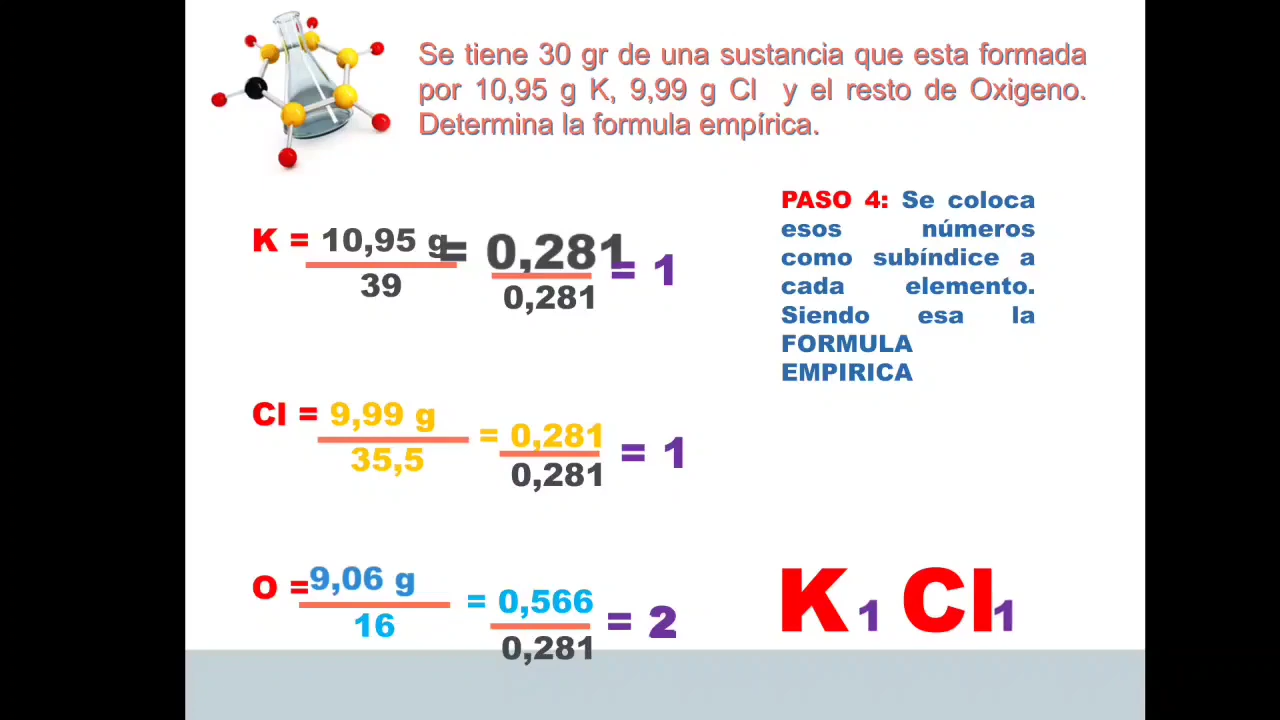 Se tiene 30 gr de una sustancia que esta formada
por 10,95 g K, 9,99 g Cl y el resto de Oxigeno.
Determina la formula empírica.
PASO 4: Se coloca
esos números
como subíndice a
cada elemento.
Siendo esa la
FORMULA
EMPIRICA
K = 10,95 g = 0,281 = 1
39 0,281
Cl = 9,99 g = 0,281 = 1
35,5 0,281
O = 9,06 g = 0,566 = 2
16 0,281
K1 Cl1